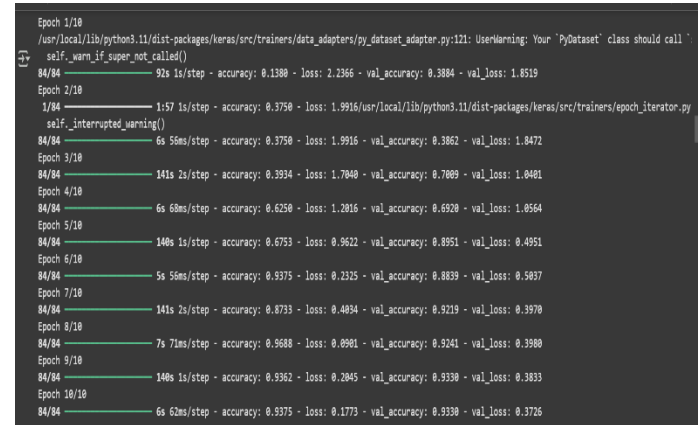 Epoch 1/10
/usr/local/lib/python3.11/dist-packages/keras/src/trainers/data_adapters/py_dataset_adapter.py:121: UserWarning: Your `PyDataset` class should call `
self._warn_if_super_not_called()
84/84 92s 1s/step - accuracy: 0.1380 - loss: 2.2366 - val_accuracy: 0.3884 - val_loss: 1.8519
Epoch 2/10
1/84 1:57 1s/step - accuracy: 0.3750 - loss: 1.9916/usr/local/lib/python3.11/dist-packages/keras/src/trainers/epoch_iterator.py
self._interrupted_warning()
84/84 6s 56ms/step - accuracy: 0.3750 - loss: 1.9916 - val_accuracy: 0.3862 - val_loss: 1.8472
Epoch 3/10
84/84 141s 2s/step - accuracy: 0.3934 - loss: 1.7040 - val_accuracy: 0.7009 - val_loss: 1.0401
Epoch 4/10
84/84 6s 68ms/step - accuracy: 0.6250 - loss: 1.2016 - val_accuracy: 0.6920 - val_loss: 1.0564
Epoch 5/10
84/84 140s 1s/step - accuracy: 0.6753 - loss: 0.9622 - val_accuracy: 0.8951 - val_loss: 0.4951
Epoch 6/10
84/84 5s 56ms/step - accuracy: 0.9375 - loss: 0.2325 - val_accuracy: 0.8839 - val_loss: 0.5037
Epoch 7/10
84/84 141s 2s/step - accuracy: 0.8733 - loss: 0.4034 - val_accuracy: 0.9219 - val_loss: 0.3970
Epoch 8/10
84/84 7s 71ms/step - accuracy: 0.9688 - loss: 0.0901 - val_accuracy: 0.9241 - val_loss: 0.3980
Epoch 9/10
84/84 140s 1s/step - accuracy: 0.9362 - loss: 0.2045 - val_accuracy: 0.9330 - val_loss: 0.3833
Epoch 10/10
84/84 6s 62ms/step - accuracy: 0.9375 - loss: 0.1773 - val_accuracy: 0.9330 - val_loss: 0.3726